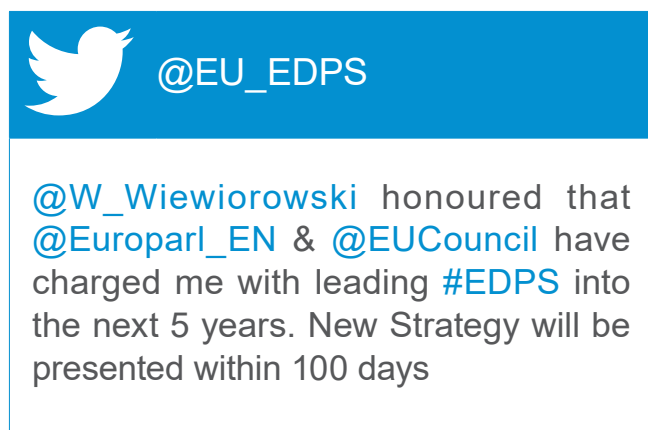 @EU_EDPS
@W_Wiewiorowski honoured that
@Europarl_EN & @EUCouncil have
charged me with leading #EDPS into
the next 5 years. New Strategy will be
presented within 100 days